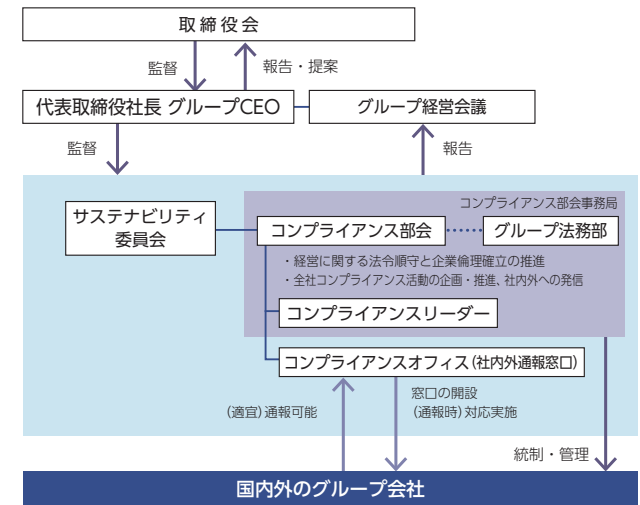 取締役会
監督
報告・提案
代表取締役社長 グループCEO
グループ経営会議
監督
報告
コンプライアンス部会事務局
サステナビリティ
委員会
コンプライアンス部会
グループ法務部
・経営に関する法令順守と企業倫理確立の推進
・全社コンプライアンス活動の企画・推進、社内外への発信
コンプライアンスリーダー
コンプライアンスオフィス(社内外通報窓口)
(適宜)通報可能
窓口の開設
(通報時)対応実施
統制・管理
国内外のグループ会社